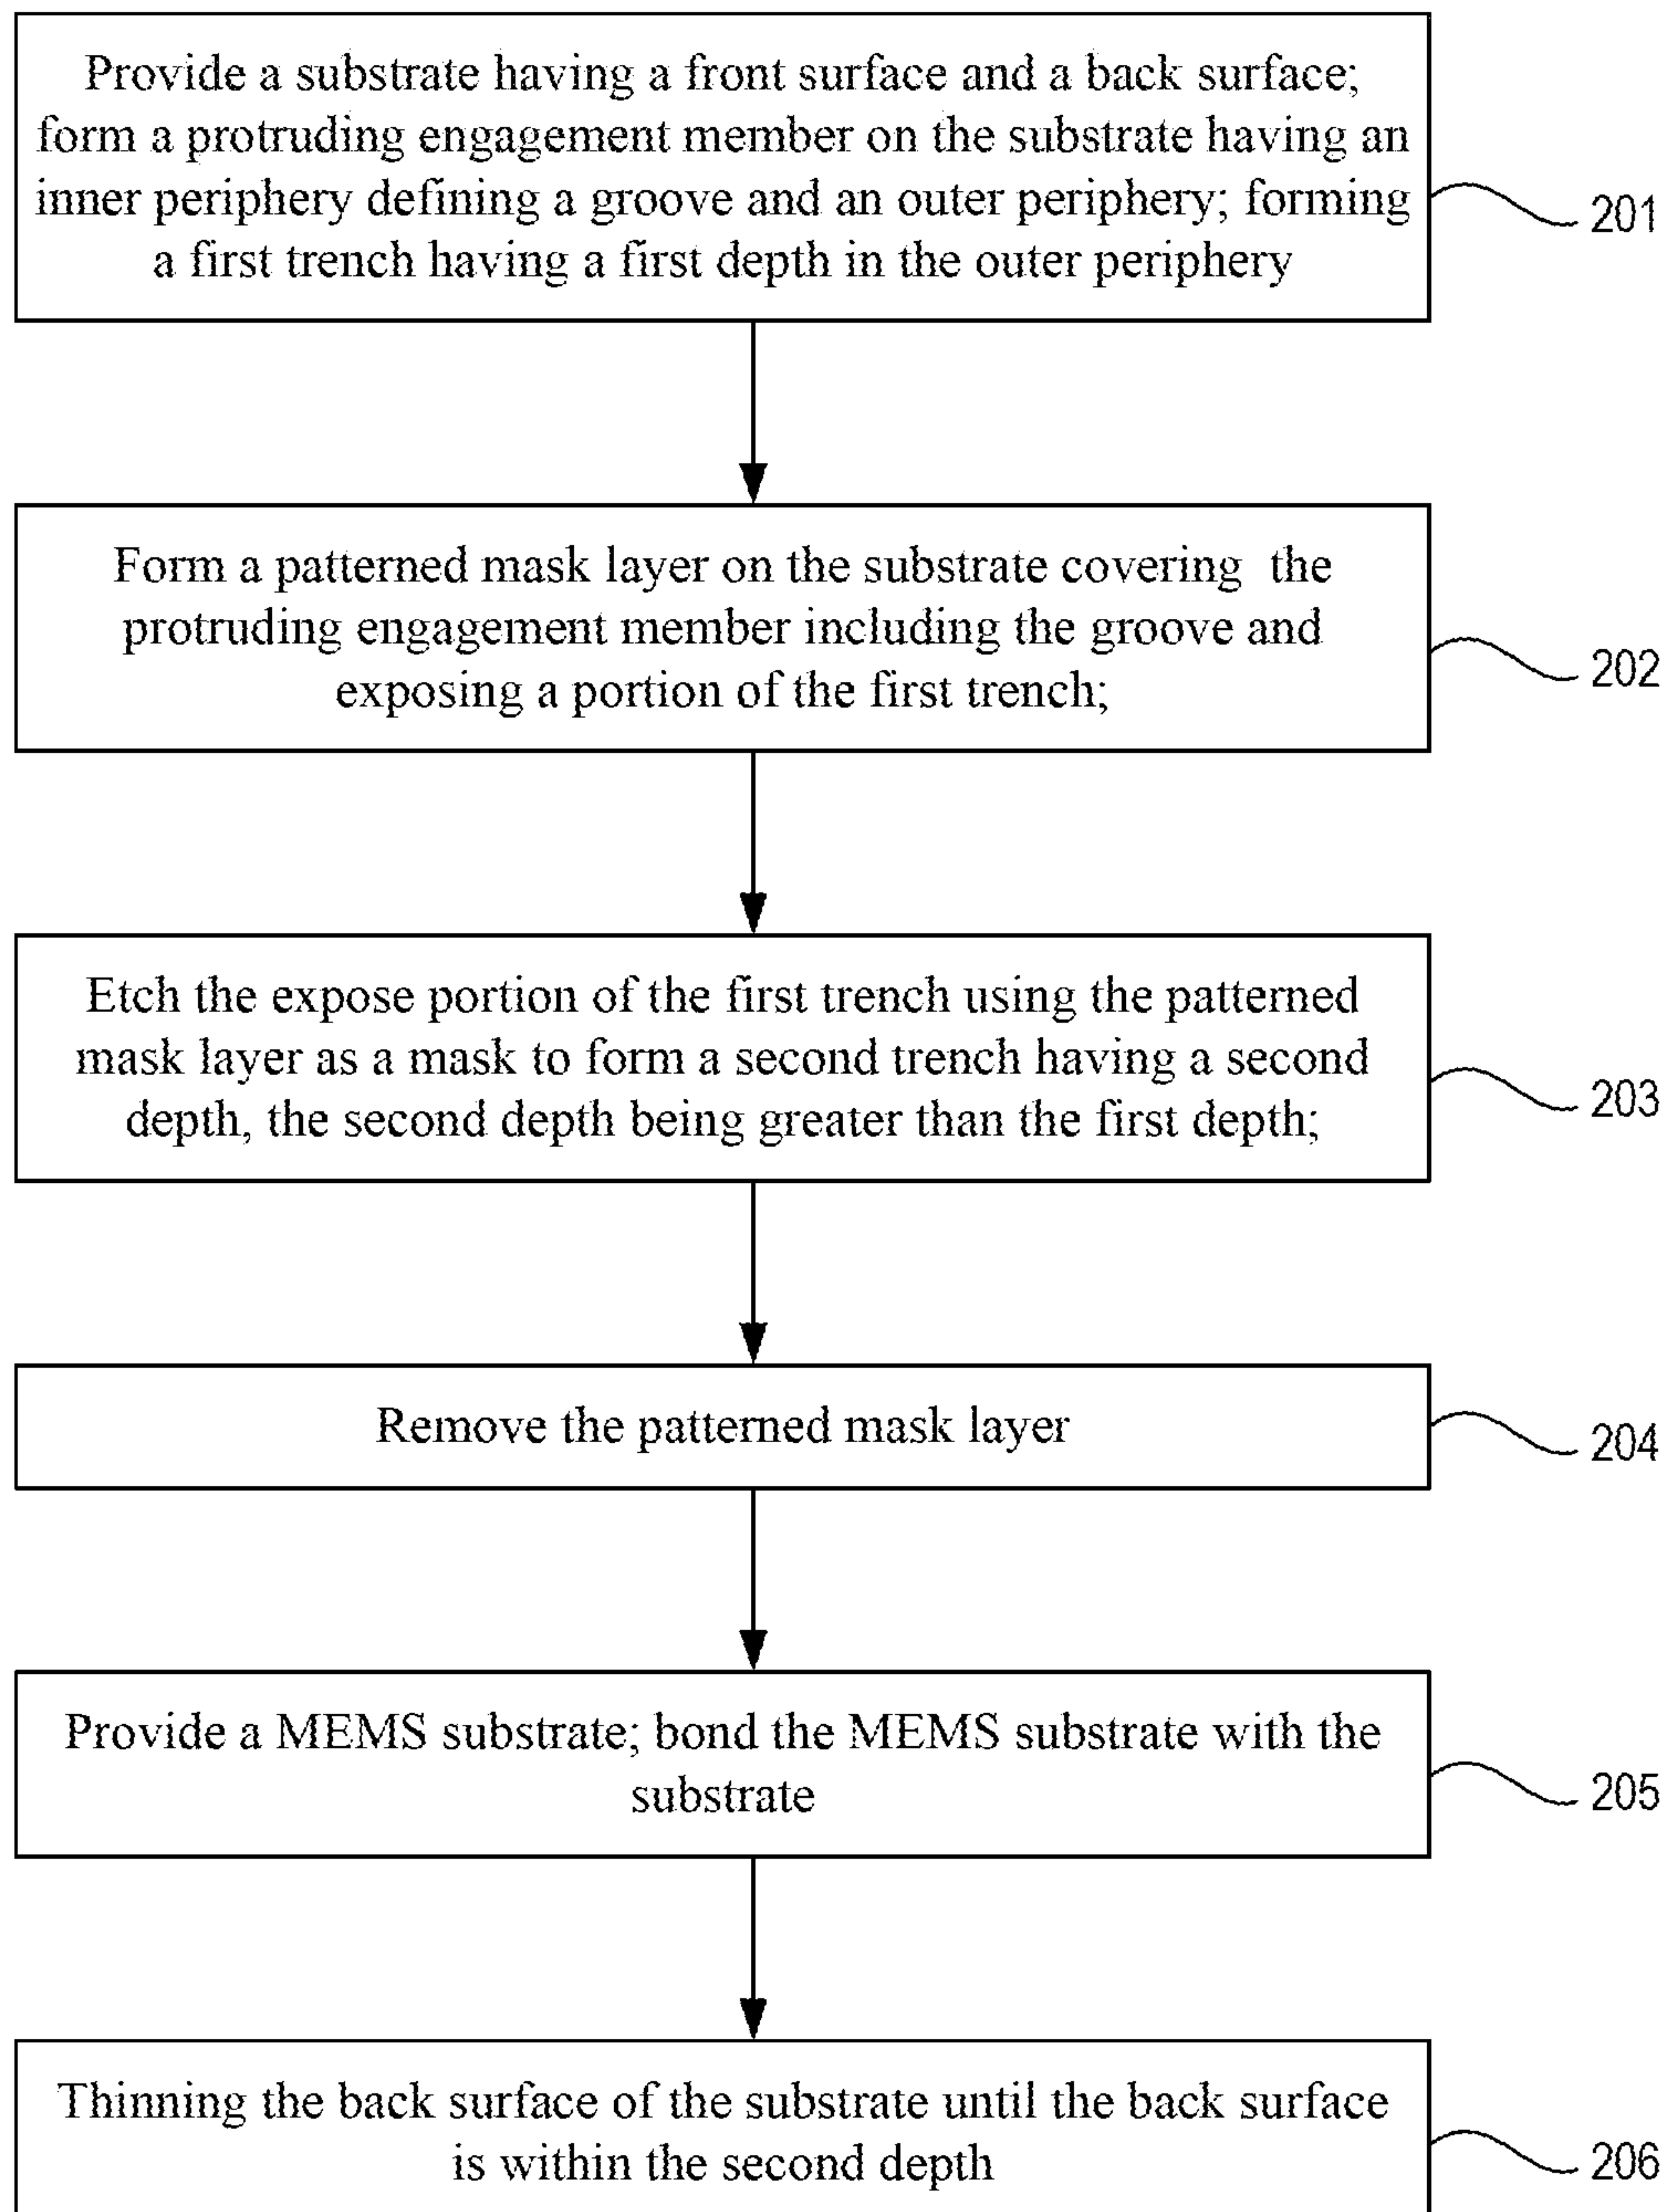 Provide a substrate having a front surface and a back surface;
form a protruding engagement member on the substrate having an
inner periphery defining a groove and an outer periphery; forming
a first trench having a first depth in the outer periphery
201
Form a patterned mask layer on the substrate covering the
protruding engagement member including the groove and
exposing a portion of the first trench;
202
Etch the expose portion of the first trench using the patterned
mask layer as a mask to form a second trench having a second
depth, the second depth being greater than the first depth;
203
Remove the patterned mask layer
204
Provide a MEMS substrate; bond the MEMS substrate with the
substrate
205
Thinning the back surface of the substrate until the back surface
is within the second depth
206